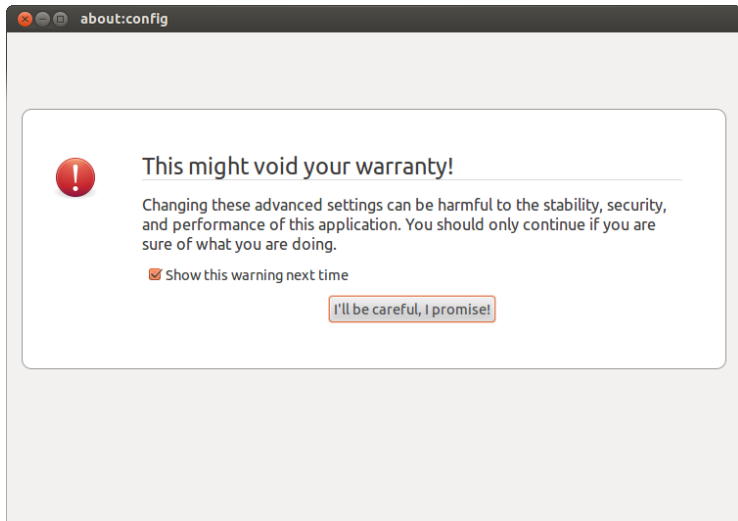 about:config
This might void your warranty!
Changing these advanced settings can be harmful to the stability, security,
and performance of this application. You should only continue if you are
sure of what you are doing.
Show this warning next time
I'll be careful, I promise!